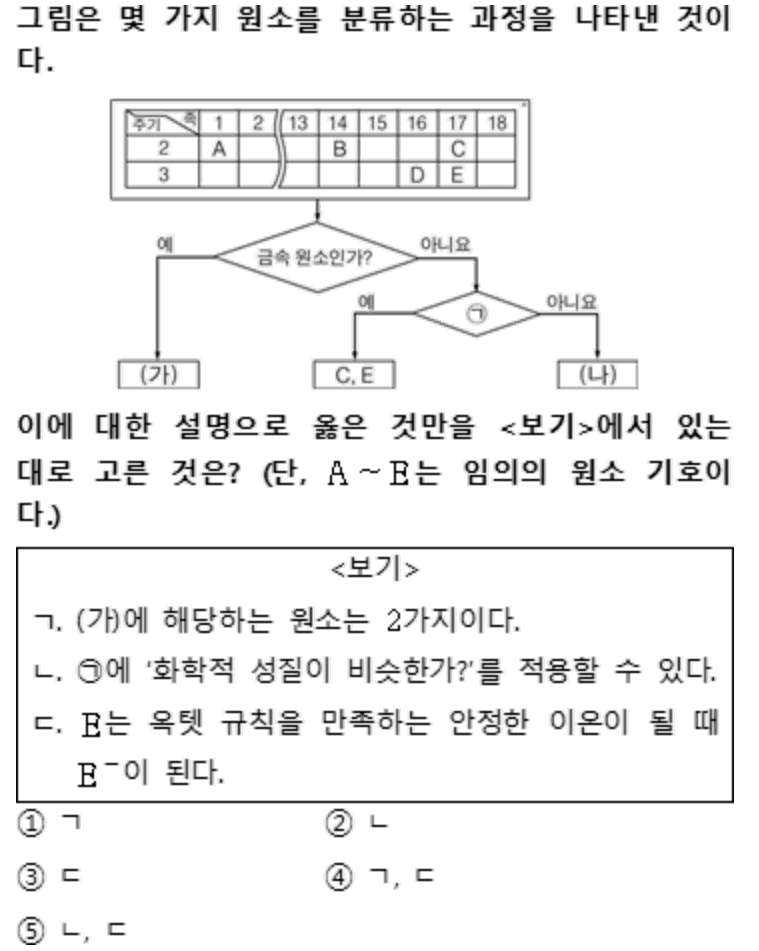 그림은 몇 가지 원소를 분류하는 과정을 나타낸 것이
다.
주기 족 1 2 13 14 15 16 17 18
2 A B C
3 D E
예 금속 원소인가? 아니요
예 ㉠ 아니요
(가) C, E (나)
이에 대한 설명으로 옳은 것만을 <보기>에서 있는
대로 고른 것은? (단, A ~ E는 임의의 원소 기호이
다.)
<보기>
ㄱ. (가)에 해당하는 원소는 2가지이다.
ㄴ. ㉠에 '화학적 성질이 비슷한가?'를 적용할 수 있다.
ㄷ. E는 옥텟 규칙을 만족하는 안정한 이온이 될 때
E⁻이 된다.
① ㄱ ② ㄴ
③ ㄷ ④ ㄱ, ㄷ
⑤ ㄴ, ㄷ